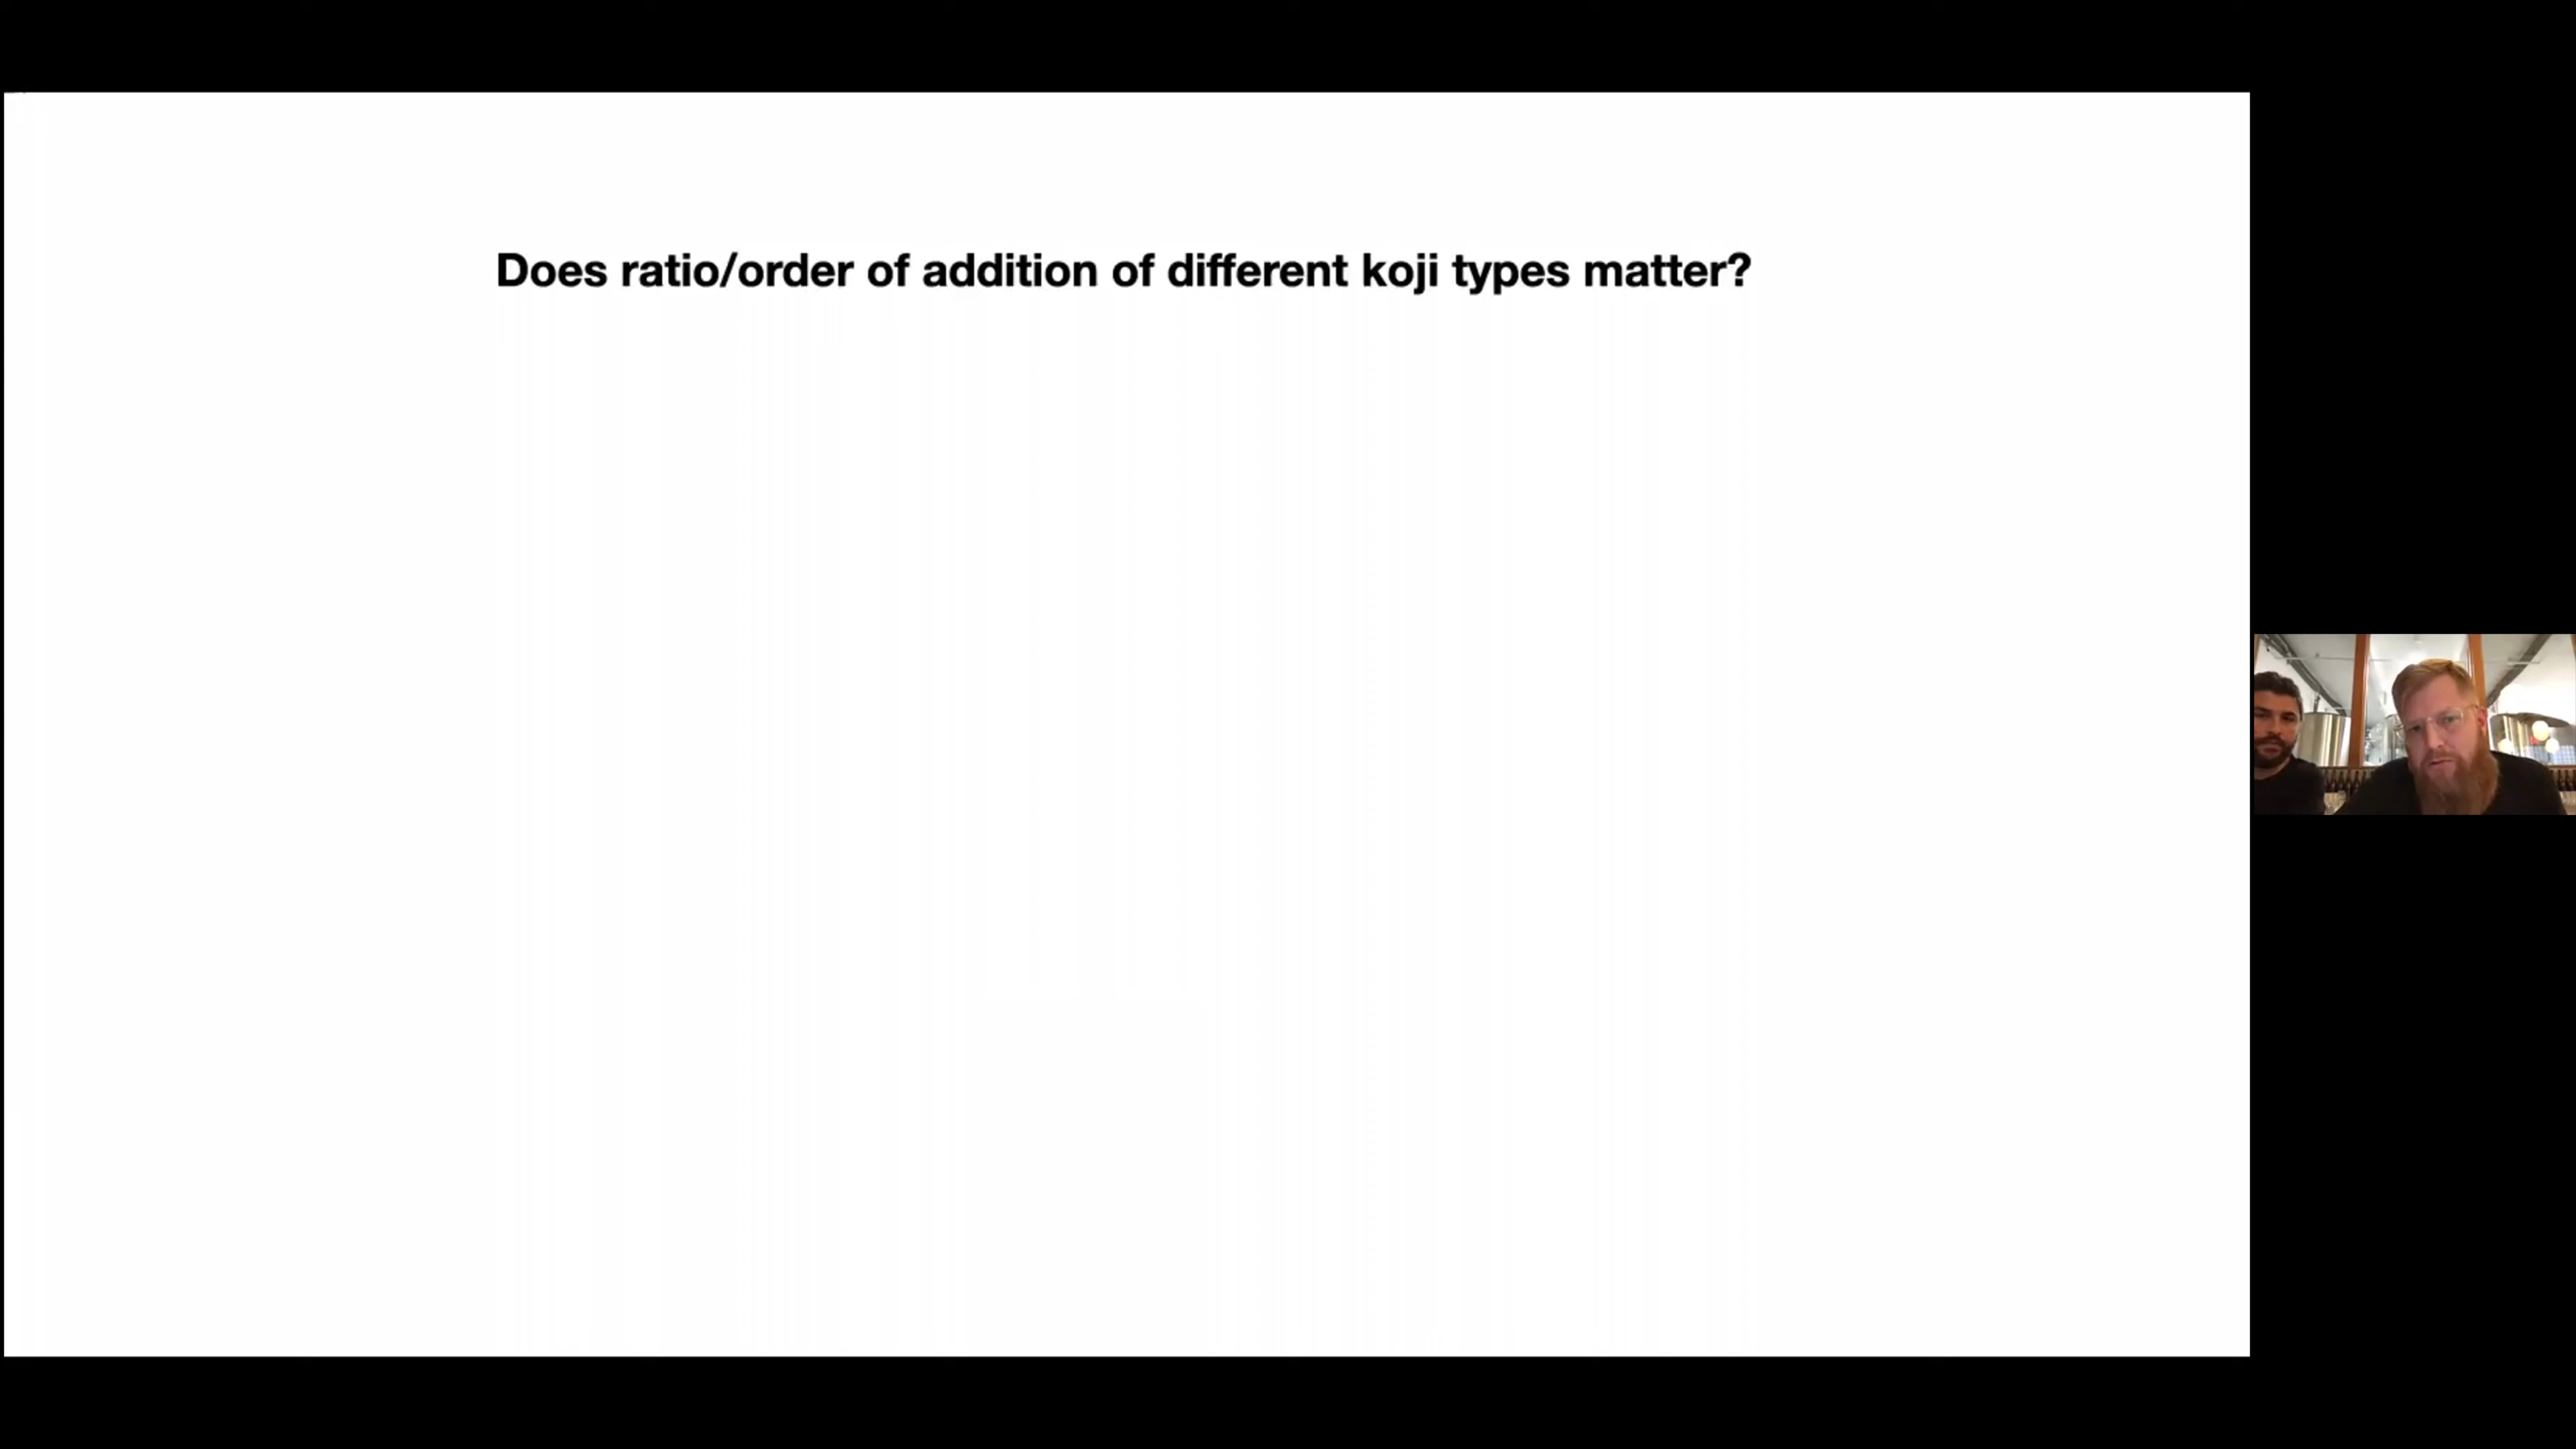 Does ratio/order of addition of different koji types matter?